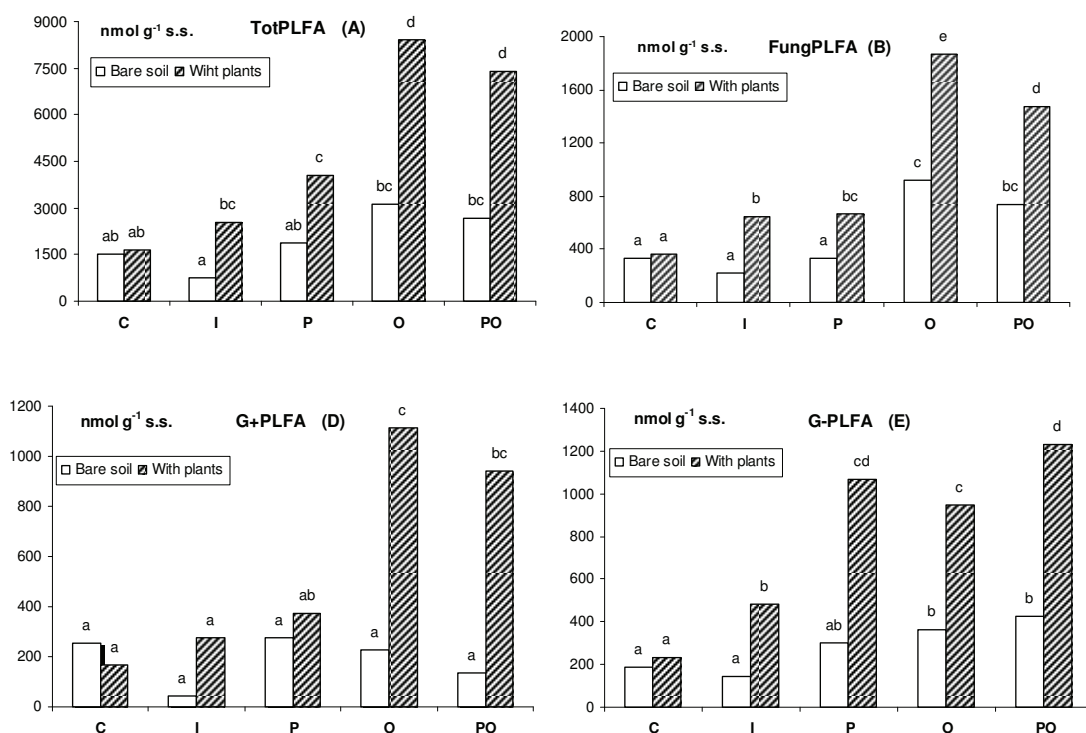 nmol g⁻¹ s.s. TotPLFA (A)
Bare soil Wiht plants
9000
7500
6000
4500
3000
1500
0
ab ab a bc ab c bc d bc d
C I P O PO
nmol g⁻¹ s.s. FungPLFA (B)
Bare soil With plants
2000
1600
1200
800
400
0
a a a b a bc c e bc d
C I P O PO
nmol g⁻¹ s.s. G+PLFA (D)
Bare soil With plants
1200
1000
800
600
400
200
0
a a a a a ab a c a bc
C I P O PO
nmol g⁻¹ s.s. G-PLFA (E)
Bare soil With plants
1400
1200
1000
800
600
400
200
0
a a a b ab cd b c b d
C I P O PO